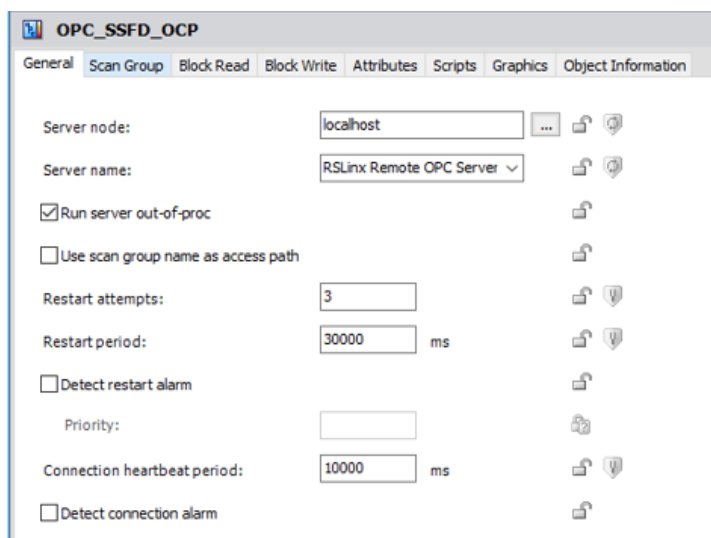 OPC_SSFD_OCP
General Scan Group Block Read Block Write Attributes Scripts Graphics Object Information
Server node: localhost ...
Server name: RSLinx Remote OPC Server
Run server out-of-proc
Use scan group name as access path
Restart attempts: 3
Restart period: 30000 ms
Detect restart alarm
Priority:
Connection heartbeat period: 10000 ms
Detect connection alarm